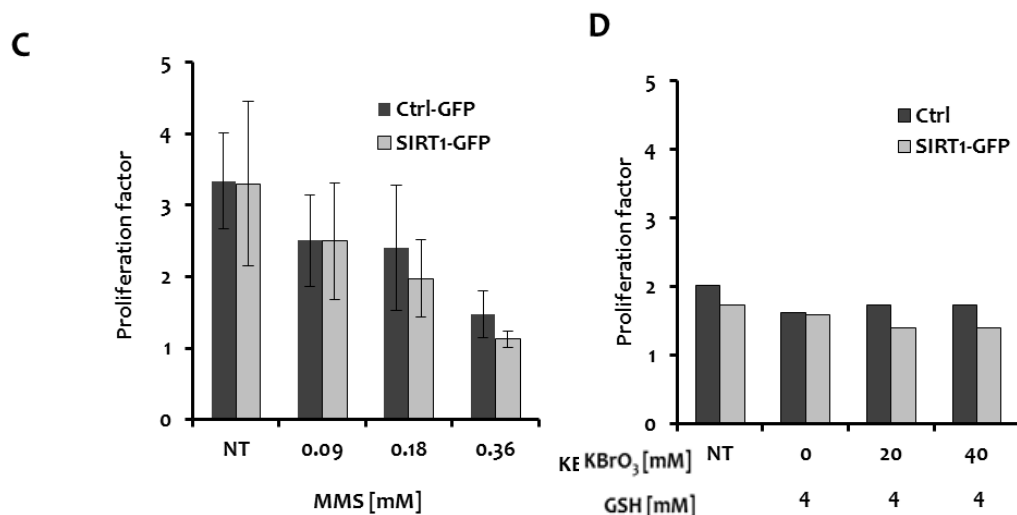 C
Proliferation factor
5
4
3
2
1
0
Ctrl-GFP
SIRT1-GFP
NT 0.09 0.18 0.36
MMS [mM]
D
Proliferation factor
5
4
3
2
1
0
Ctrl
SIRT1-GFP
KE KBrO₃ [mM] NT 0 20 40
GSH [mM] 4 4 4